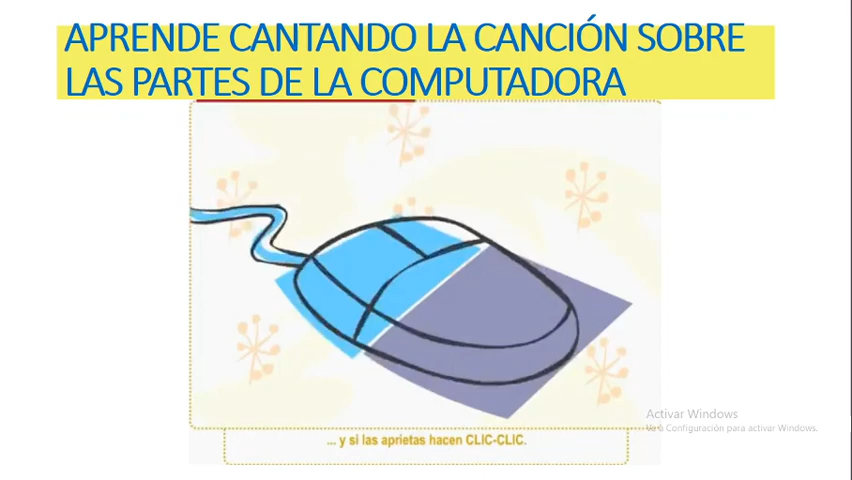 APRENDE CANTANDO LA CANCIÓN SOBRE
LAS PARTES DE LA COMPUTADORA
... y si las aprietas hacen CLIC-CLIC.
Activar Windows
Ve a Configuración para activar Windows.